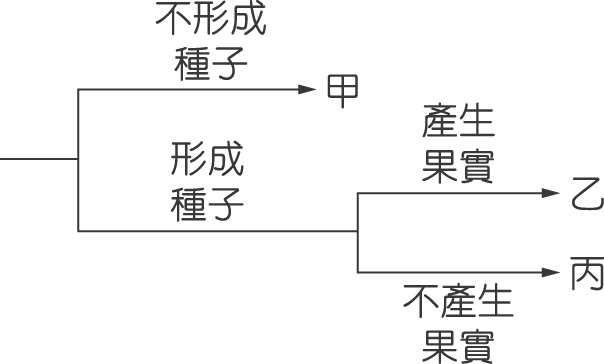 不形成
種子
甲
形成
種子
產生
果實
乙
丙
不產生
果實